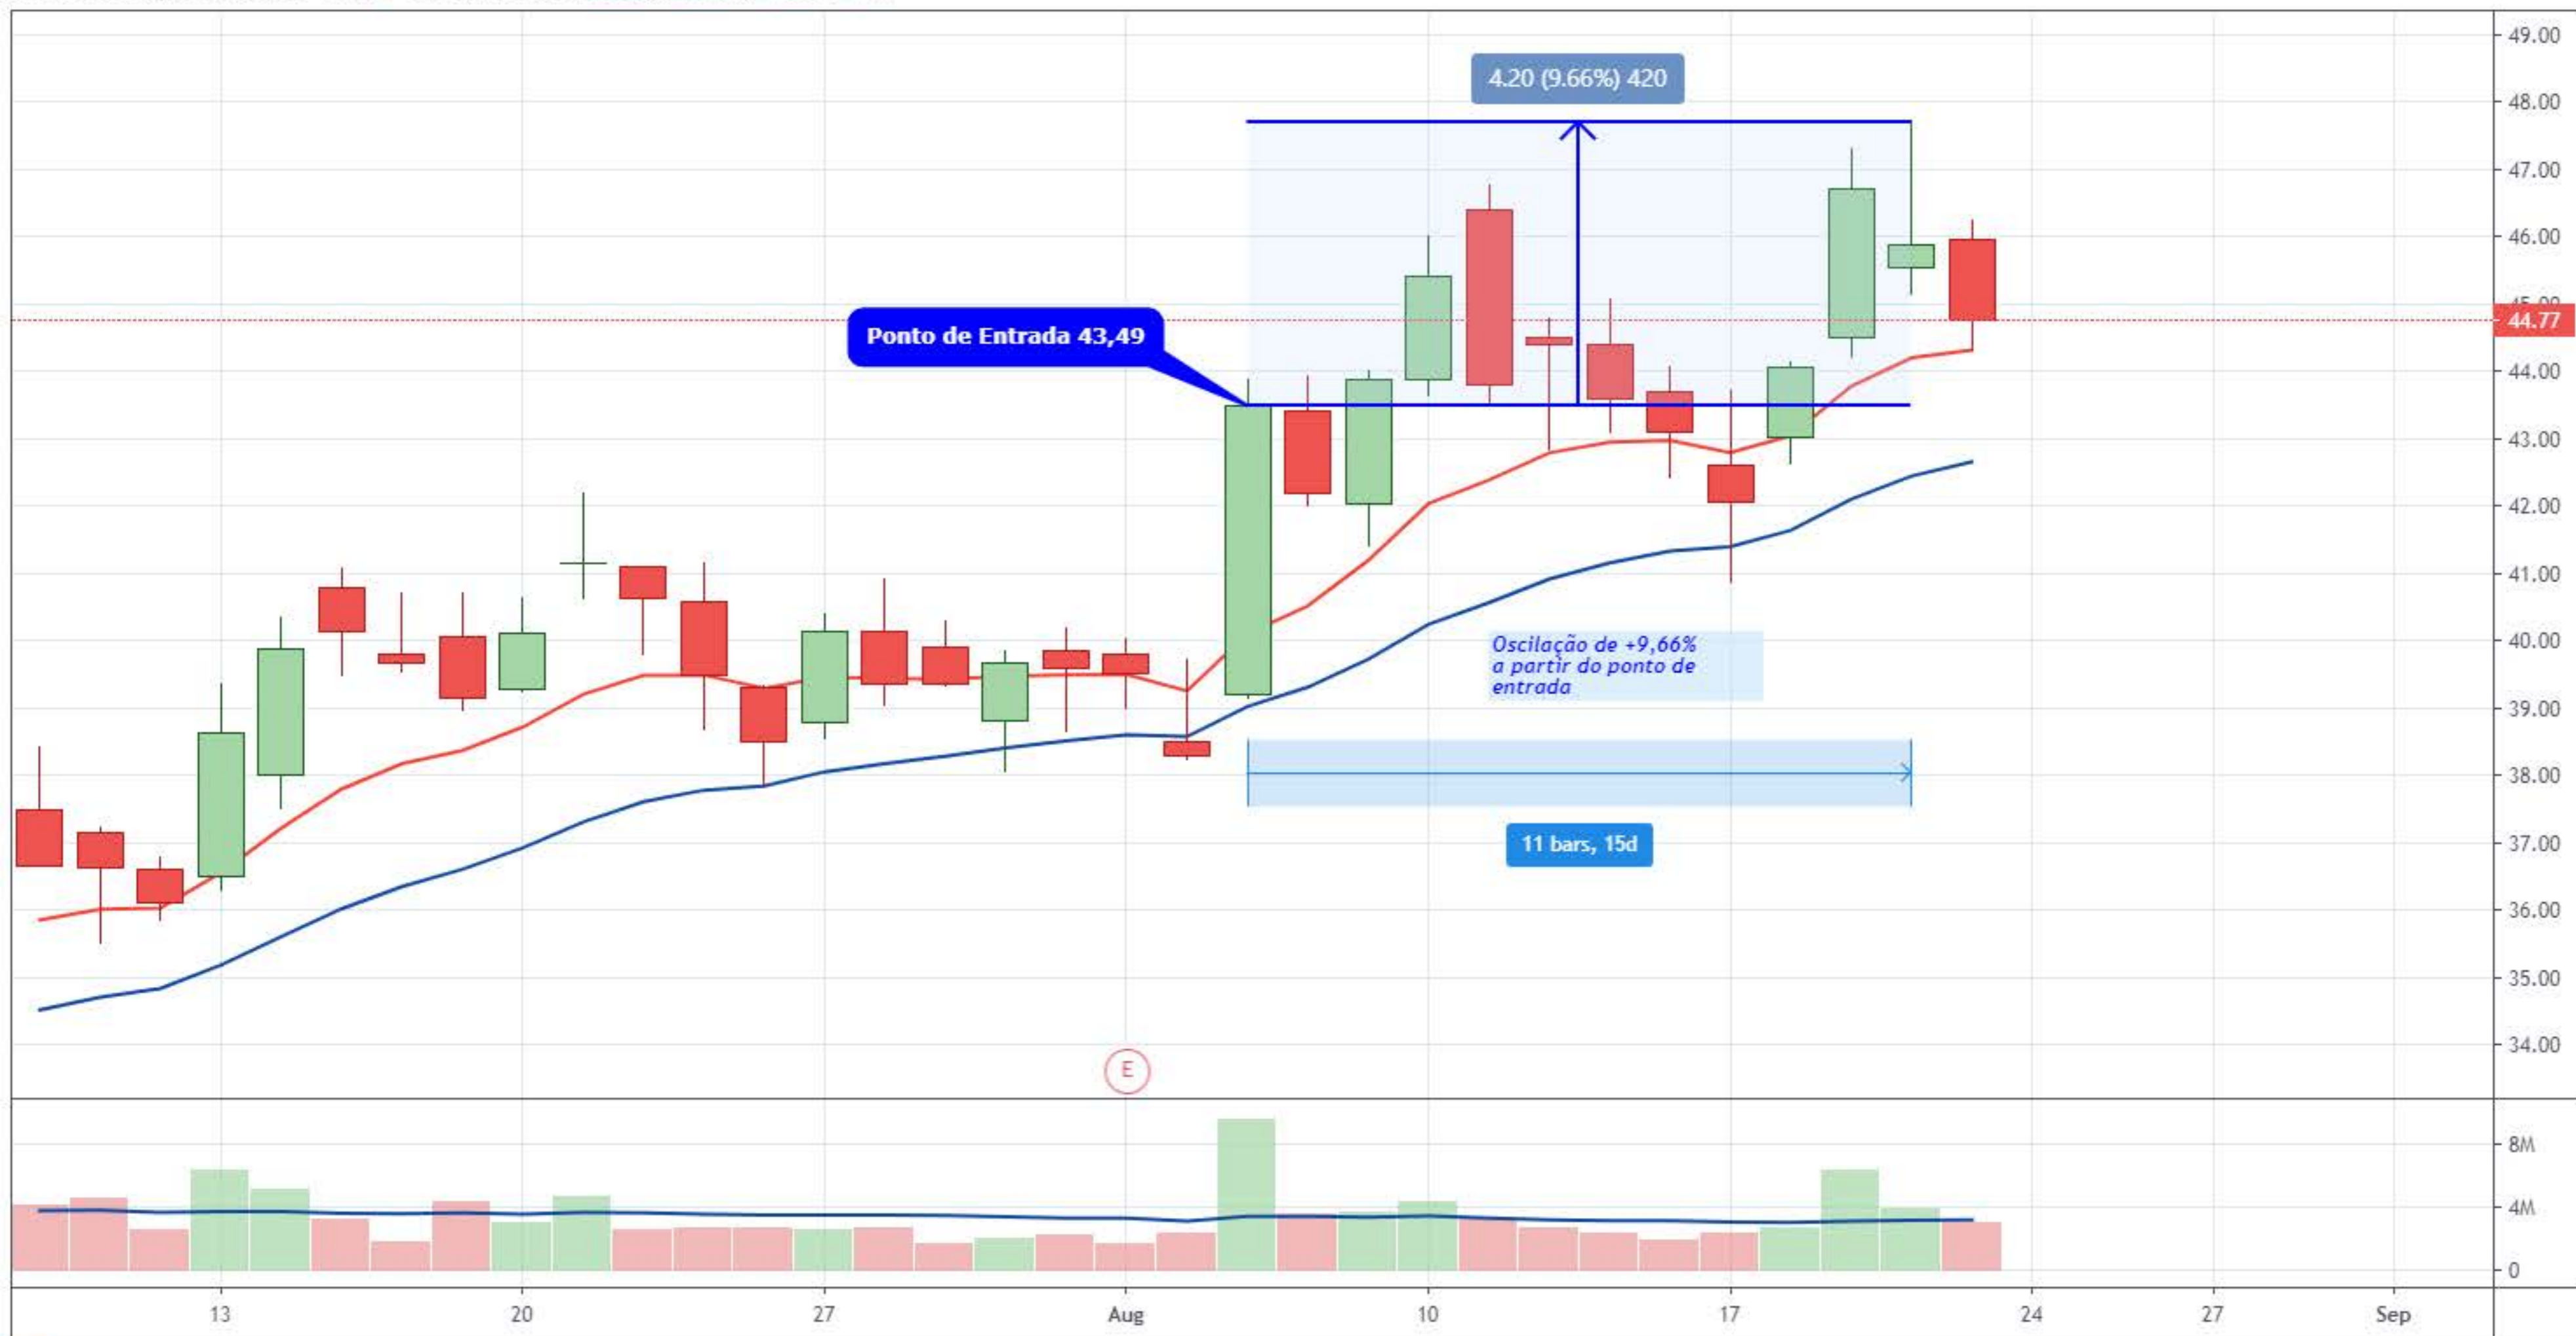 49.00
4.20 (9.66%) 420
48.00
47.00
46.00
45.00
Ponto de Entrada 43,49
44.77
44.00
43.00
42.00
41.00
Oscilação de +9,66%
a partir do ponto de
entrada
40.00
39.00
38.00
11 bars, 15d
37.00
36.00
35.00
34.00
E
8M
4M
0
13 20 27 Aug 10 17 24 27 Sep